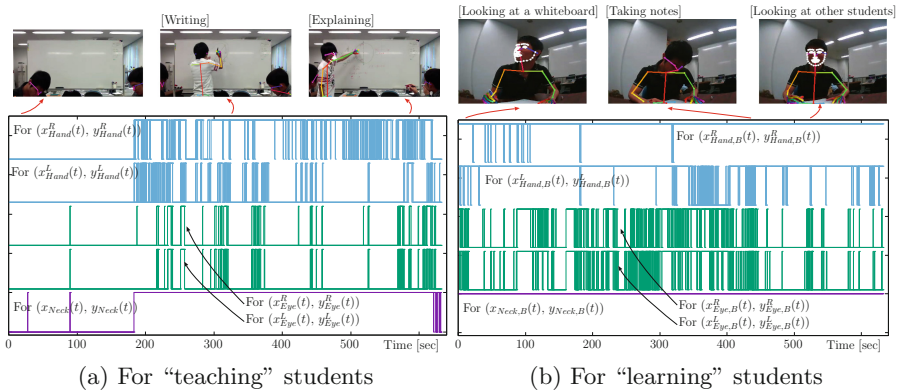 [Writing]
[Explaining]
For (x^R_Hand(t), y^R_Hand(t))
For (x^L_Hand(t), y^L_Hand(t))
For (x_Neck(t), y_Neck(t))
For (x^R_Eye(t), y^R_Eye(t))
For (x^L_Eye(t), y^L_Eye(t))
0 100 200 300 400 500 Time [sec]
(a) For “teaching” students
[Looking at a whiteboard]
[Taking notes]
[Looking at other students]
For (x^R_Hand,B(t), y^R_Hand,B(t))
For (x^L_Hand,B(t), y^L_Hand,B(t))
For (x_Neck,B(t), y_Neck,B(t))
For (x^R_Eye,B(t), y^R_Eye,B(t))
For (x^L_Eye,B(t), y^L_Eye,B(t))
0 100 200 300 400 500 Time [sec]
(b) For “learning” students